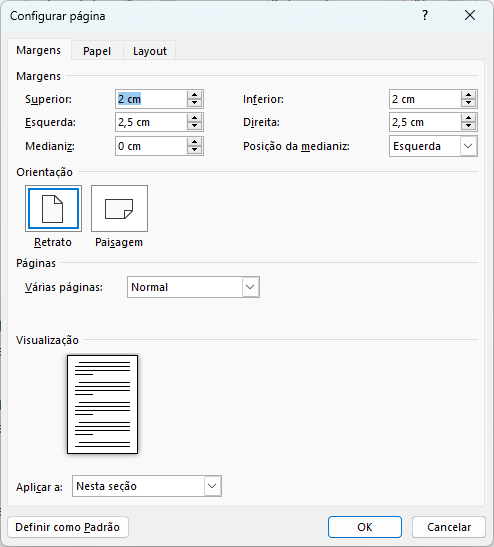 Configurar página
Margens Papel Layout
Margens
Superior: 2 cm Inferior: 2 cm
Esquerda: 2,5 cm Direita: 2,5 cm
Medianiz: 0 cm Posição da medianiz: Esquerda
Orientação
Retrato Paisagem
Páginas
Várias páginas: Normal
Visualização
Aplicar a: Nesta seção
Definir como Padrão OK Cancelar